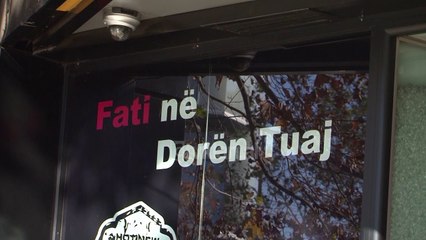 Fati në
Dorën Tuaj